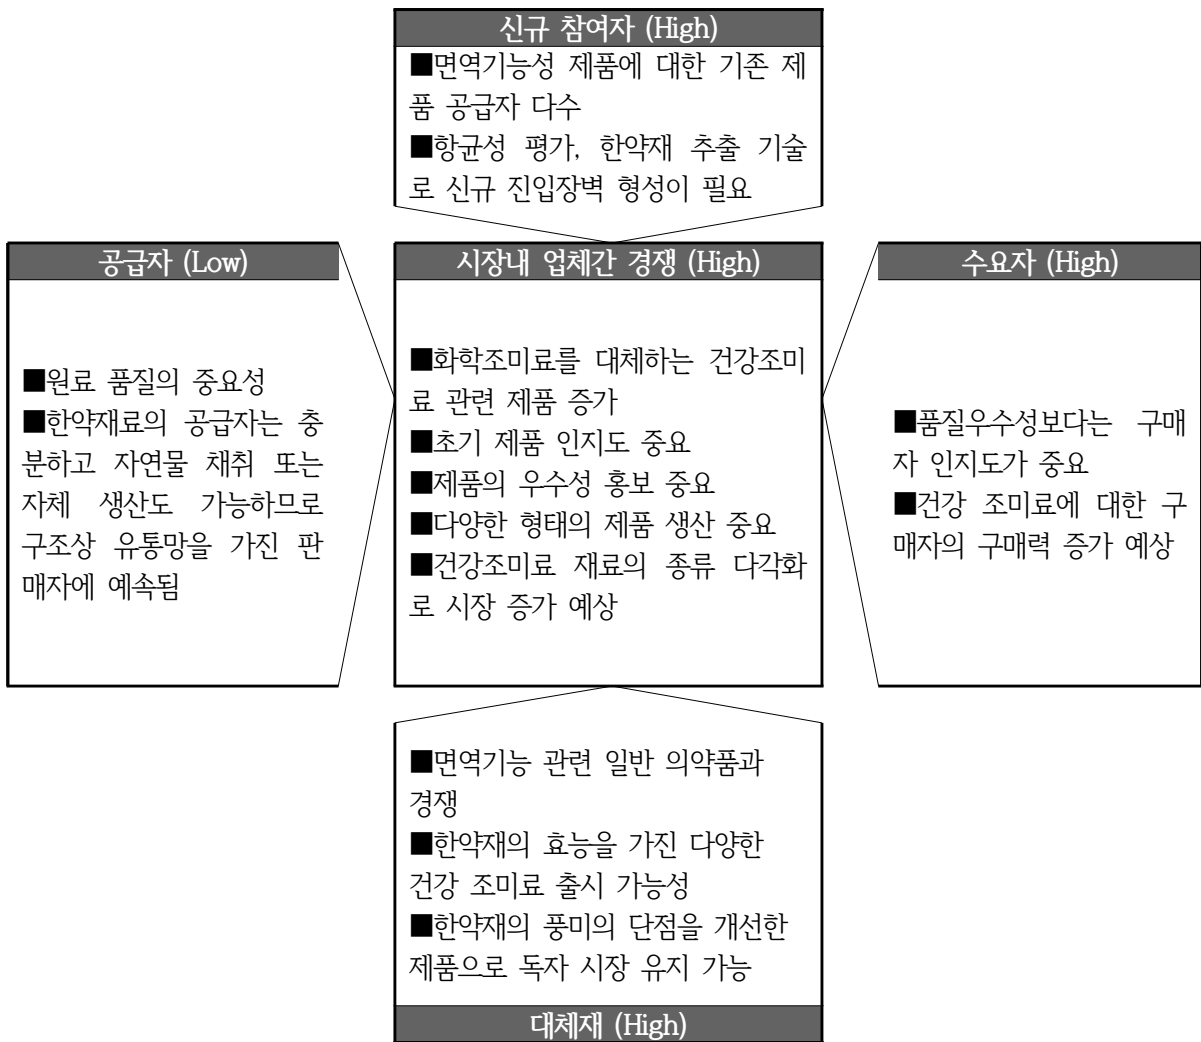 신규 참여자 (High)
■면역기능성 제품에 대한 기존 제
품 공급자 다수
■항균성 평가, 한약재 추출 기술
로 신규 진입장벽 형성이 필요
공급자 (Low)
■원료 품질의 중요성
■한약재료의 공급자는 충
분하고 자연물 채취 또는
자체 생산도 가능하므로
구조상 유통망을 가진 판
매자에 예속됨
시장내 업체간 경쟁 (High)
■화학조미료를 대체하는 건강조미
료 관련 제품 증가
■초기 제품 인지도 중요
■제품의 우수성 홍보 중요
■다양한 형태의 제품 생산 중요
■건강조미료 재료의 종류 다각화
로 시장 증가 예상
수요자 (High)
■품질우수성보다는 구매
자 인지도가 중요
■건강 조미료에 대한 구
매자의 구매력 증가 예상
■면역기능 관련 일반 의약품과
경쟁
■한약재의 효능을 가진 다양한
건강 조미료 출시 가능성
■한약재의 풍미의 단점을 개선한
제품으로 독자 시장 유지 가능
대체재 (High)